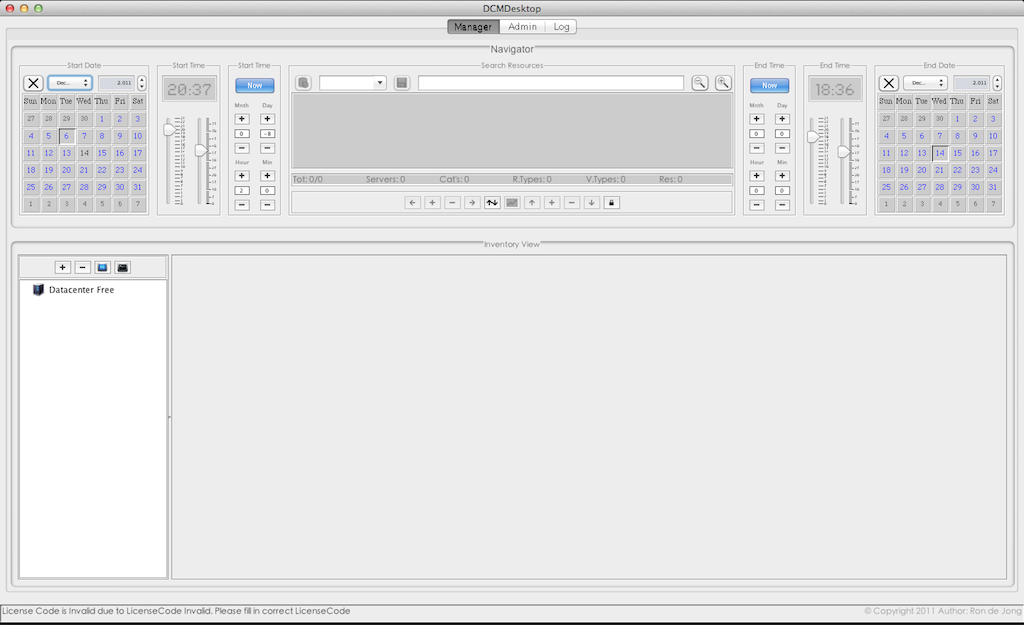 DCMDesktop
Manager Admin Log
Navigator
Start Date
Start Time
Start Time
Search Resources
End Time
End Time
End Date
Dec... 2.011
Sun Mon Tue Wed Thu Fri Sat
27 28 29 30 1 2 3
4 5 6 7 8 9 10
11 12 13 14 15 16 17
18 19 20 21 22 23 24
25 26 27 28 29 30 31
1 2 3 4 5 6 7
20:37
Now
Mnth Day
+ +
0 -8
− −
Hour Min
+ +
2 0
− −
Tot: 0/0 Servers: 0 Cat's: 0 R.Types: 0 V.Types: 0 Res: 0
Now
Mnth Day
+ +
0 0
− −
Hour Min
+ +
0 0
− −
18:36
Dec... 2.011
Sun Mon Tue Wed Thu Fri Sat
27 28 29 30 1 2 3
4 5 6 7 8 9 10
11 12 13 14 15 16 17
18 19 20 21 22 23 24
25 26 27 28 29 30 31
1 2 3 4 5 6 7
Inventory View
Datacenter Free
License Code is Invalid due to LicenseCode Invalid. Please fill in correct LicenseCode
© Copyright 2011 Author: Ron de Jong